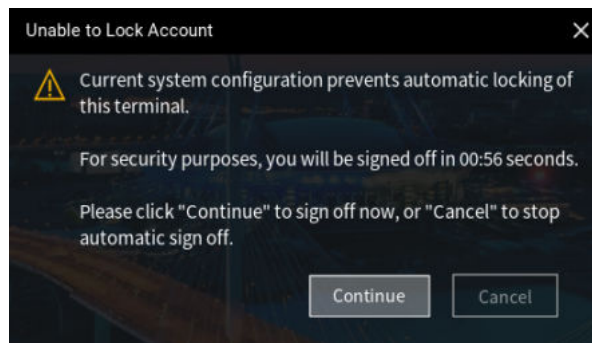 Unable to Lock Account
Current system configuration prevents automatic locking of
this terminal.
For security purposes, you will be signed off in 00:56 seconds.
Please click "Continue" to sign off now, or "Cancel" to stop
automatic sign off.
Continue Cancel